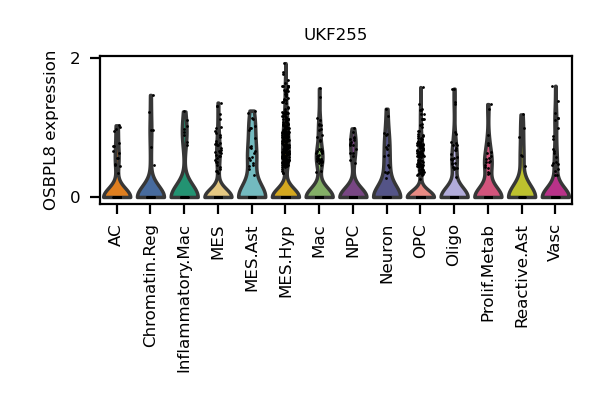 UKF255
OSBPL8 expression
2
0
AC
Chromatin.Reg
Inflammatory.Mac
MES
MES.Ast
MES.Hyp
Mac
NPC
Neuron
OPC
Oligo
Prolif.Metab
Reactive.Ast
Vasc